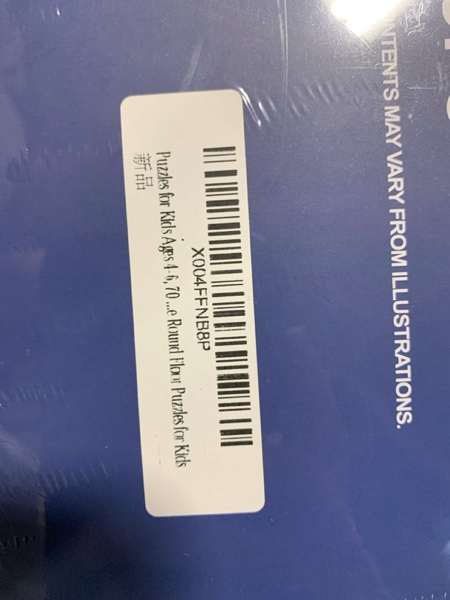 CONTENTS MAY VARY FROM ILLUSTRATIONS.
X004FFNB8P
Puzzles for Kids Ages 4-6, 70 ...e Round Floor Puzzles for Kids
新品